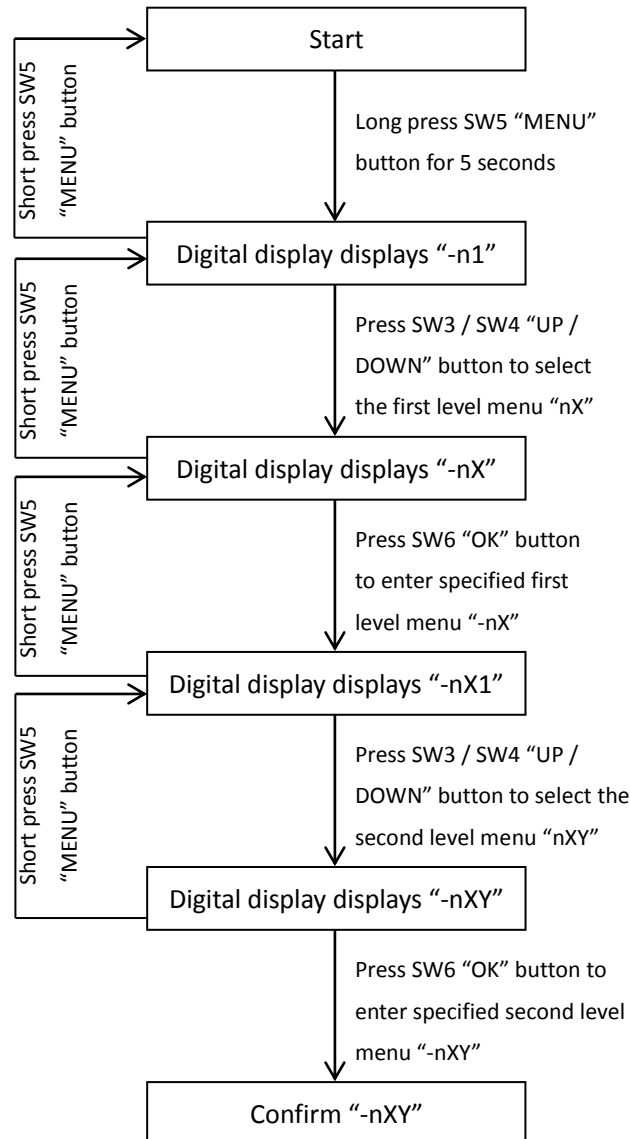 Start
Short press SW5
“MENU” button
Long press SW5 “MENU”
button for 5 seconds
Digital display displays “-n1”
Short press SW5
“MENU” button
Press SW3 / SW4 “UP /
DOWN” button to select
the first level menu “nX”
Digital display displays “-nX”
Short press SW5
“MENU” button
Press SW6 “OK” button
to enter specified first
level menu “-nX”
Digital display displays “-nX1”
Short press SW5
“MENU” button
Press SW3 / SW4 “UP /
DOWN” button to select the
second level menu “nXY”
Digital display displays “-nXY”
Press SW6 “OK” button to
enter specified second level
menu “-nXY”
Confirm “-nXY”